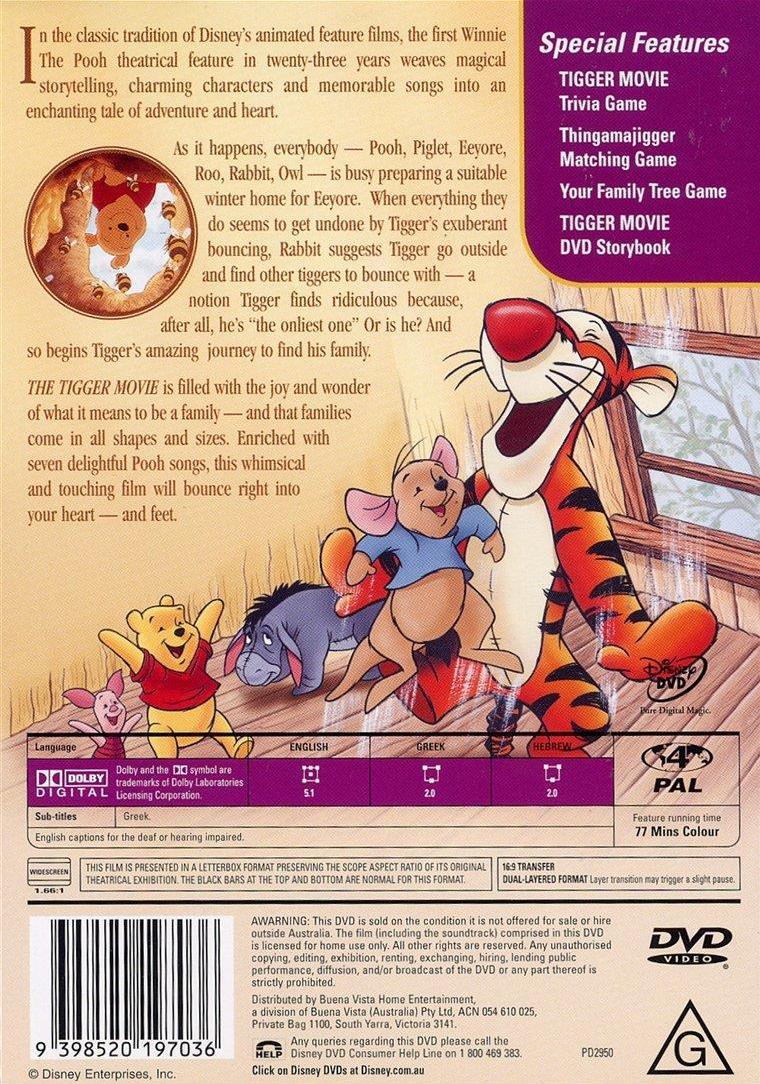 In the classic tradition of Disney's animated feature films, the first Winnie
The Pooh theatrical feature in twenty-three years weaves magical
storytelling, charming characters and memorable songs into an
enchanting tale of adventure and heart.
As it happens, everybody — Pooh, Piglet, Eeyore,
Roo, Rabbit, Owl — is busy preparing a suitable
winter home for Eeyore. When everything they
do seems to get undone by Tigger's exuberant
bouncing, Rabbit suggests Tigger go outside
and find other tiggers to bounce with — a
notion Tigger finds ridiculous because,
after all, he's "the onliest one" Or is he? And
so begins Tigger's amazing journey to find his family.
THE TIGGER MOVIE is filled with the joy and wonder
of what it means to be a family — and that families
come in all shapes and sizes. Enriched with
seven delightful Pooh songs, this whimsical
and touching film will bounce right into
your heart — and feet.
Special Features
TIGGER MOVIE
Trivia Game
Thingamajigger
Matching Game
Your Family Tree Game
TIGGER MOVIE
DVD Storybook
DISNEY
DVD
Pure Digital Magic.
Language ENGLISH GREEK HEBREW
DOLBY
DIGITAL
Dolby and the DD symbol are
trademarks of Dolby Laboratories
Licensing Corporation.
5.1 2.0 2.0
Sub-titles Greek.
English captions for the deaf or hearing impaired.
4
PAL
Feature running time
77 Mins Colour
WIDESCREEN
1.66:1
THIS FILM IS PRESENTED IN A LETTERBOX FORMAT PRESERVING THE SCOPE ASPECT RATIO OF ITS ORIGINAL
THEATRICAL EXHIBITION. THE BLACK BARS AT THE TOP AND BOTTOM ARE NORMAL FOR THIS FORMAT.
16:9 TRANSFER
DUAL-LAYERED FORMAT Layer transition may trigger a slight pause.
9 398520 197036
© Disney Enterprises, Inc.
AWARNING: This DVD is sold on the condition it is not offered for sale or hire
outside Australia. The film (including the soundtrack) comprised in this DVD
is licensed for home use only. All other rights are reserved. Any unauthorised
copying, editing, exhibition, renting, exchanging, hiring, lending public
performance, diffusion, and/or broadcast of the DVD or any part thereof is
strictly prohibited.
Distributed by Buena Vista Home Entertainment,
a division of Buena Vista (Australia) Pty Ltd, ACN 054 610 025,
Private Bag 1100, South Yarra, Victoria 3141.
HELP
Any queries regarding this DVD please call the
Disney DVD Consumer Help Line on 1 800 469 383.
Click on Disney DVDs at Disney.com.au
PD2950
DVD
VIDEO
®
G